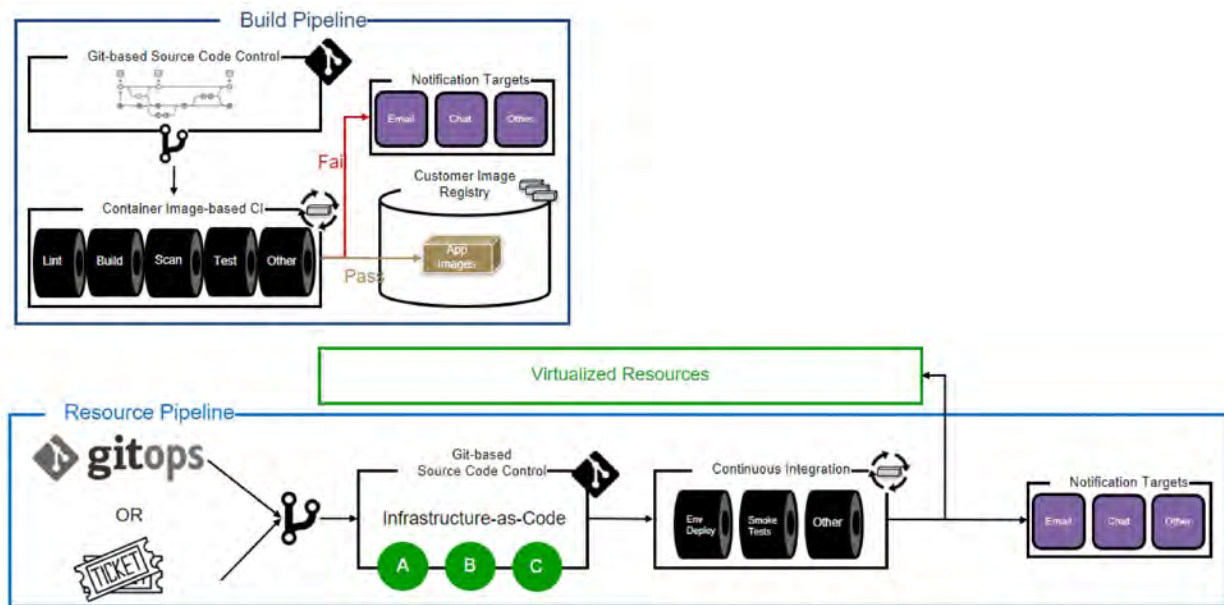 Build Pipeline
Git-based Source Code Control
Notification Targets
Email
Chat
Other
Fai
Customer Image
Registry
Container Image-based CI
Lint
Build
Scan
Test
Other
App
Images
Pass
Virtualized Resources
Resource Pipeline
gitops
OR
TICKET
Git-based
Source Code Control
Infrastructure-as-Code
A
B
C
Continuous Integration
Env
Deploy
Smoke
Tests
Other
Notification Targets
Email
Chat
Other